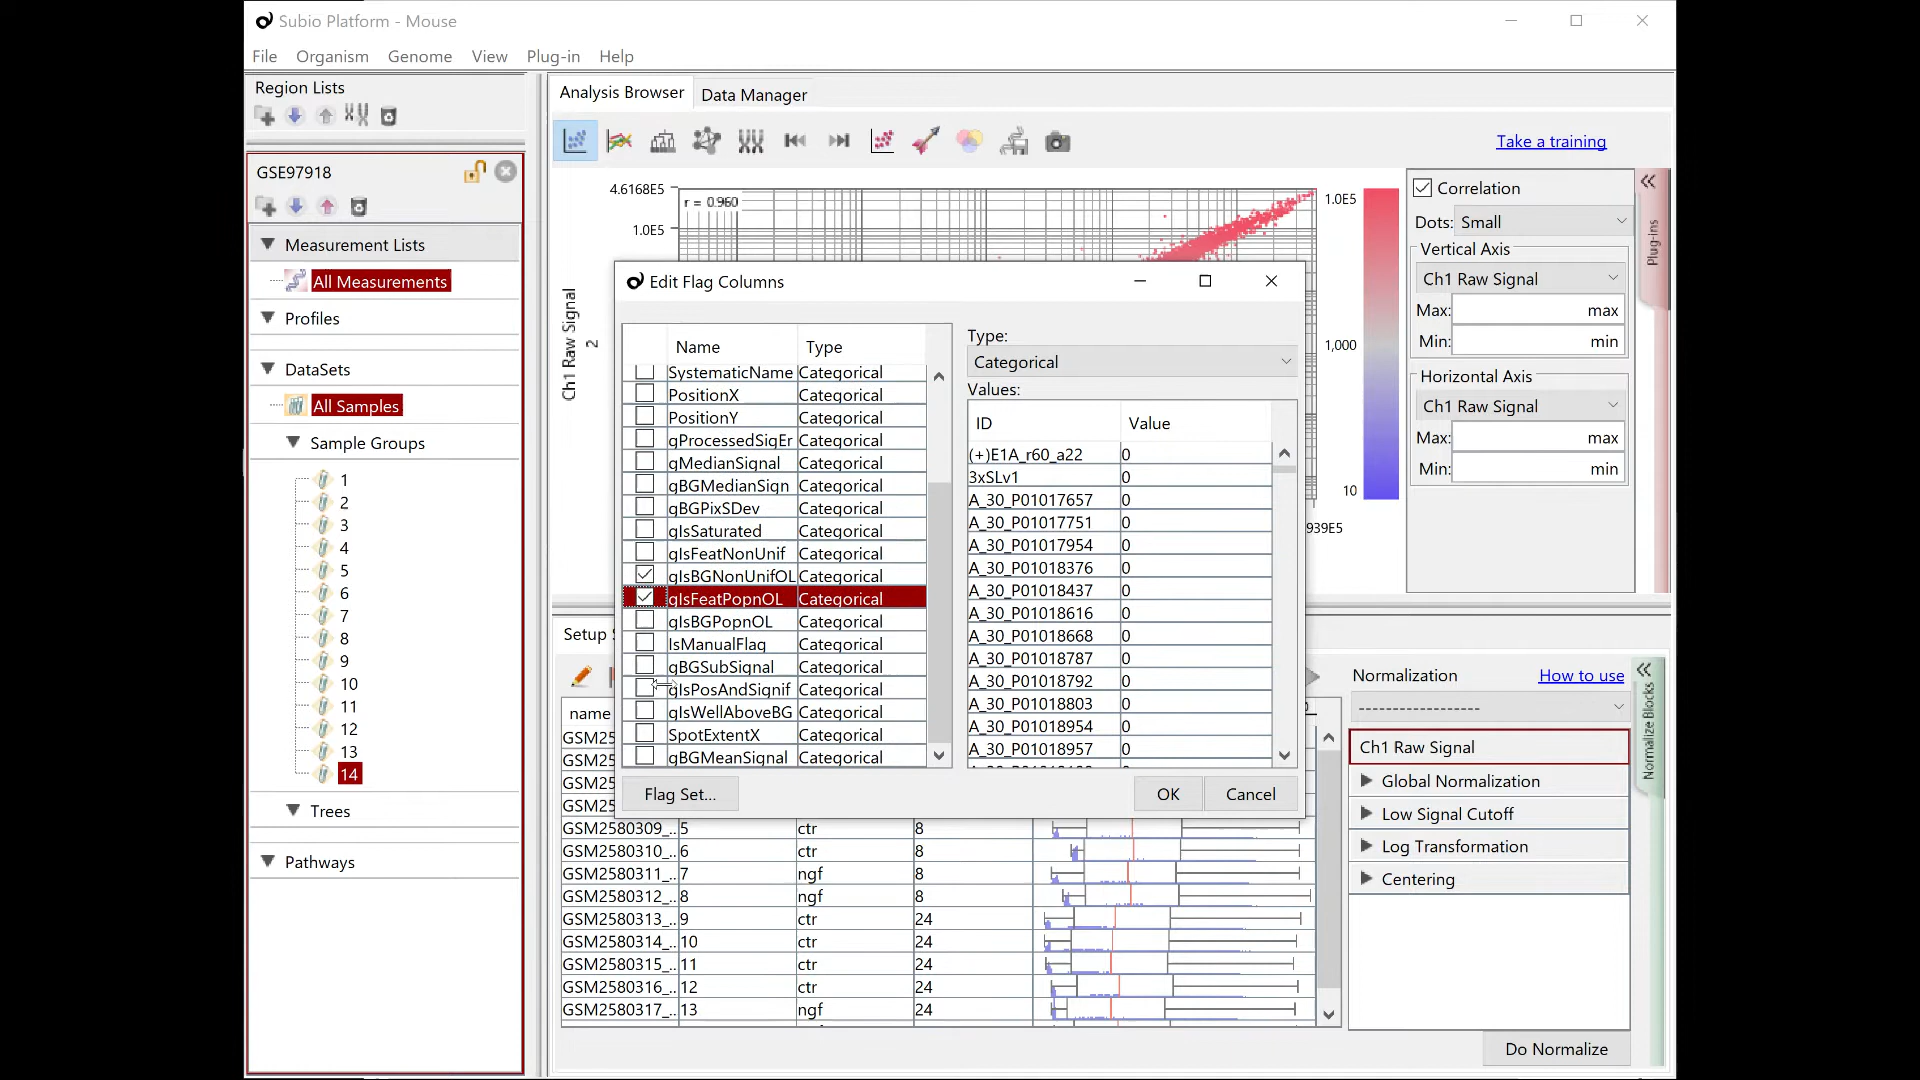 Subio Platform - Mouse
File Organism Genome View Plug-in Help
Region Lists
Analysis Browser Data Manager
Take a training
GSE97918
Measurement Lists
All Measurements
Profiles
DataSets
All Samples
Sample Groups
1
2
3
4
5
6
7
8
9
10
11
12
13
14
Trees
Pathways
4.6168E5
1.0E5
r = 0.960
Ch1 Raw Signal
2
939E5
1.0E5
1,000
10
Correlation
Dots: Small
Vertical Axis
Ch1 Raw Signal
Max: max
Min: min
Horizontal Axis
Ch1 Raw Signal
Max: max
Min: min
Plug-ins
Edit Flag Columns
Name Type
SystematicName Categorical
PositionX Categorical
PositionY Categorical
gProcessedSigEr Categorical
gMedianSignal Categorical
gBGMedianSign Categorical
gBGPixSDev Categorical
gIsSaturated Categorical
gIsFeatNonUnif Categorical
gIsBGNonUnifOL Categorical
gIsFeatPopnOL Categorical
gIsBGPopnOL Categorical
IsManualFlag Categorical
gBGSubSignal Categorical
gIsPosAndSignif Categorical
gIsWellAboveBG Categorical
SpotExtentX Categorical
gBGMeanSignal Categorical
Type:
Categorical
Values:
ID Value
(+)E1A_r60_a22 0
3xSLv1 0
A_30_P01017657 0
A_30_P01017751 0
A_30_P01017954 0
A_30_P01018376 0
A_30_P01018437 0
A_30_P01018616 0
A_30_P01018668 0
A_30_P01018787 0
A_30_P01018792 0
A_30_P01018803 0
A_30_P01018954 0
A_30_P01018957 0
Flag Set... OK Cancel
Setup
name
GSM2
GSM2
GSM2
GSM2
GSM2580309_.. 5 ctr 8
GSM2580310_.. 6 ctr 8
GSM2580311_.. 7 ngf 8
GSM2580312_.. 8 ngf 8
GSM2580313_.. 9 ctr 24
GSM2580314_.. 10 ctr 24
GSM2580315_.. 11 ctr 24
GSM2580316_.. 12 ctr 24
GSM2580317_.. 13 ngf 24
Normalization How to use
-------------------
Ch1 Raw Signal
Global Normalization
Low Signal Cutoff
Log Transformation
Centering
Normalize Blocks
Do Normalize